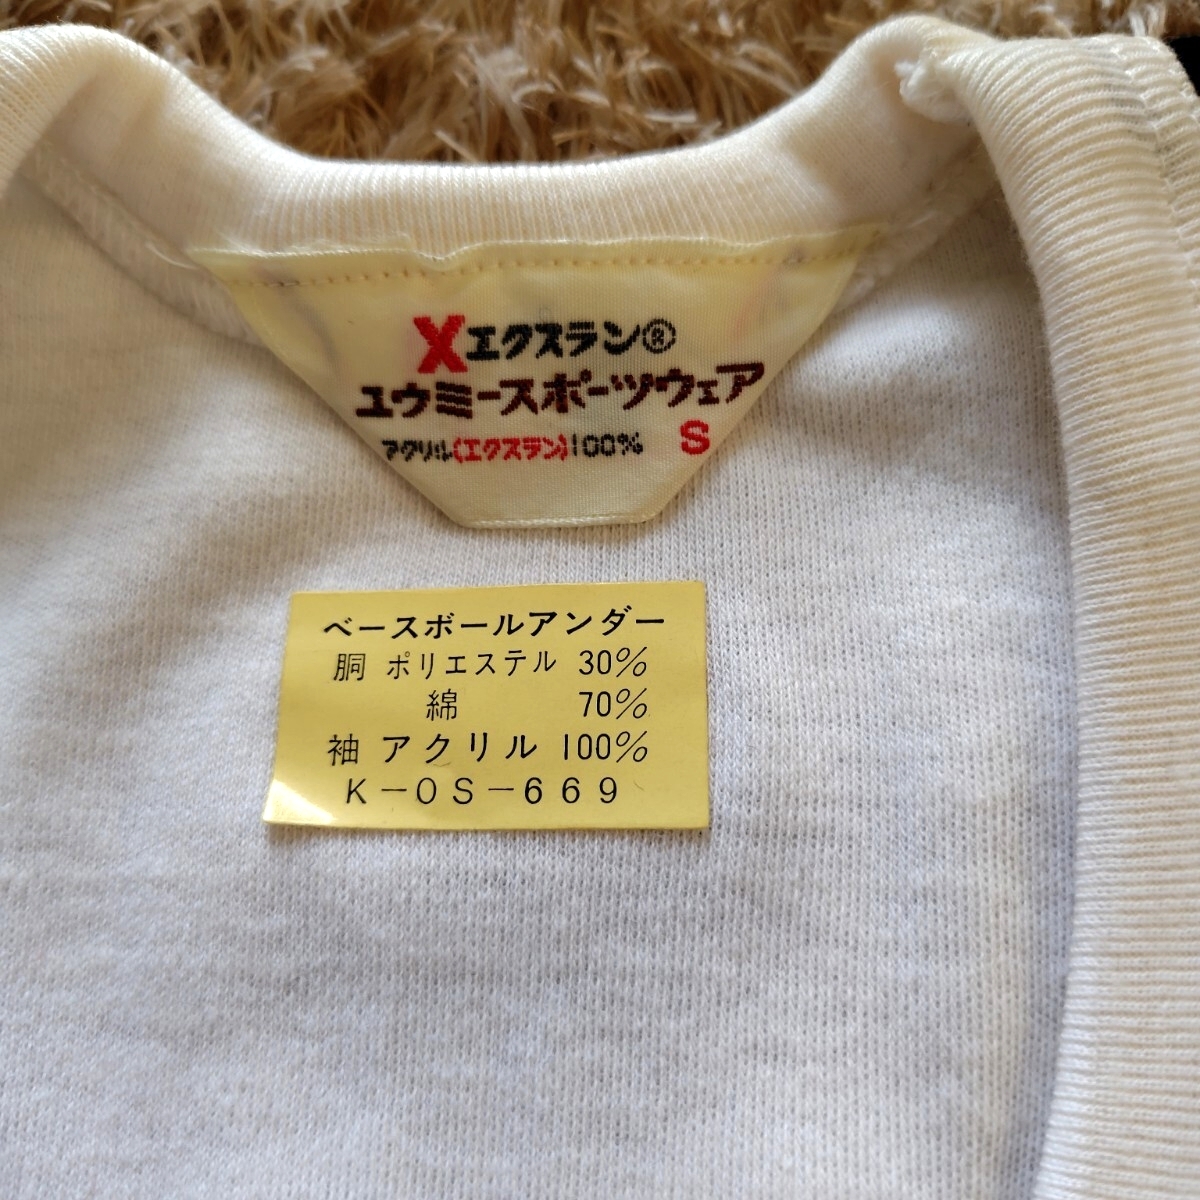 Xエクスラン®
ユウミースポーツウェア
アクリル(エクスラン)100% S
ベースボールアンダー
胴 ポリエステル 30%
綿 70%
袖 アクリル 100%
K-OS-669